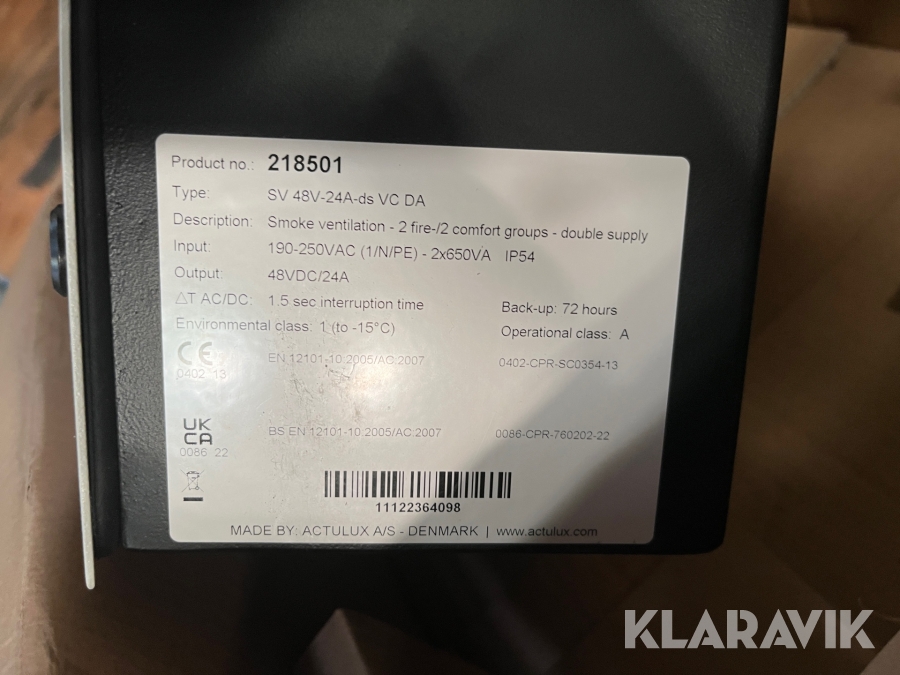 Product no.: 218501
Type: SV 48V-24A-ds VC DA
Description: Smoke ventilation - 2 fire-/2 comfort groups - double supply
Input: 190-250VAC (1/N/PE) - 2x650VA IP54
Output: 48VDC/24A
△T AC/DC: 1.5 sec interruption time Back-up: 72 hours
Environmental class: 1 (to -15°C) Operational class: A
CE EN 12101-10:2005/AC:2007 0402-CPR-SC0354-13
0402 13
UK
CA BS EN 12101-10:2005/AC:2007 0086-CPR-760202-22
0086 22
11122364098
MADE BY: ACTULUX A/S - DENMARK | www.actulux.com
KLARAVIK